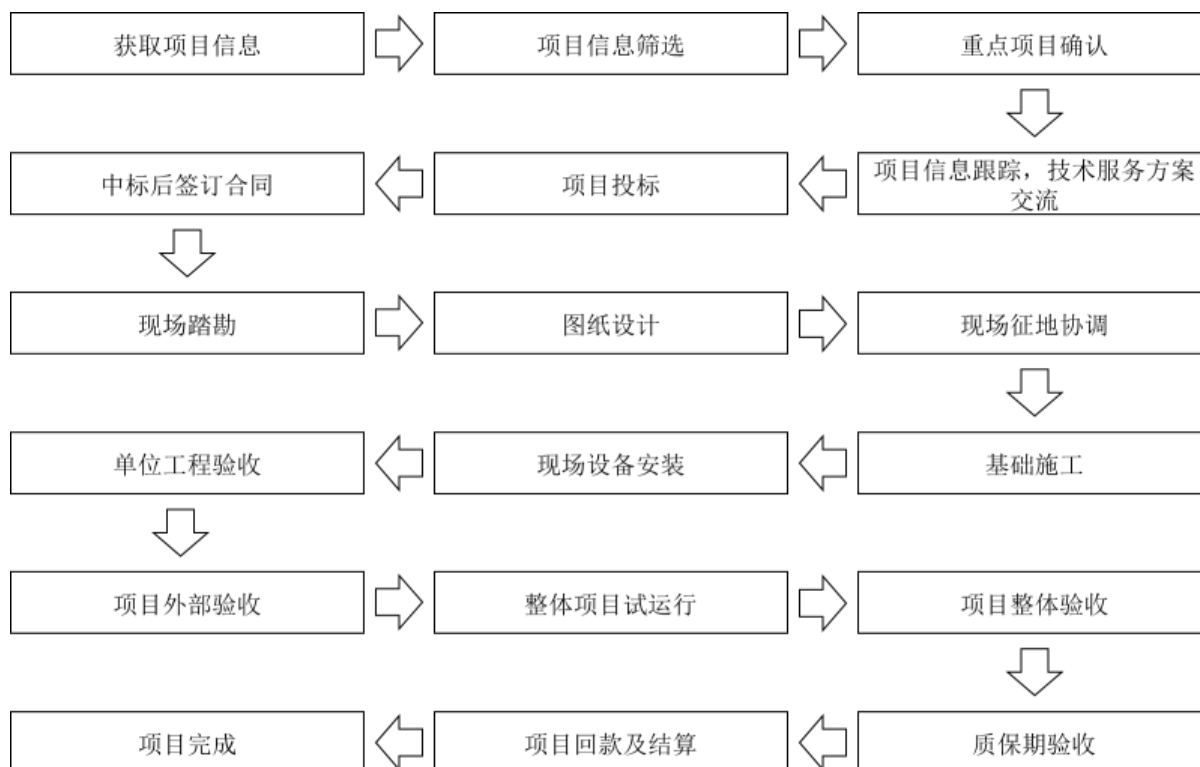 获取项目信息
项目信息筛选
重点项目确认
项目信息跟踪，技术服务方案
交流
项目投标
中标后签订合同
现场踏勘
图纸设计
现场征地协调
基础施工
现场设备安装
单位工程验收
项目外部验收
整体项目试运行
项目整体验收
质保期验收
项目回款及结算
项目完成